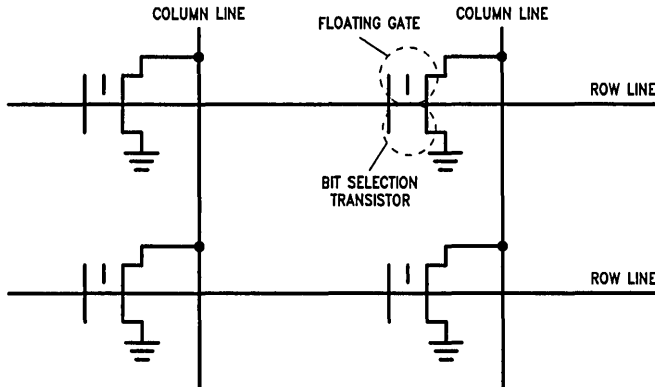 COLUMN LINE
FLOATING GATE
COLUMN LINE
ROW LINE
BIT SELECTION
TRANSISTOR
ROW LINE